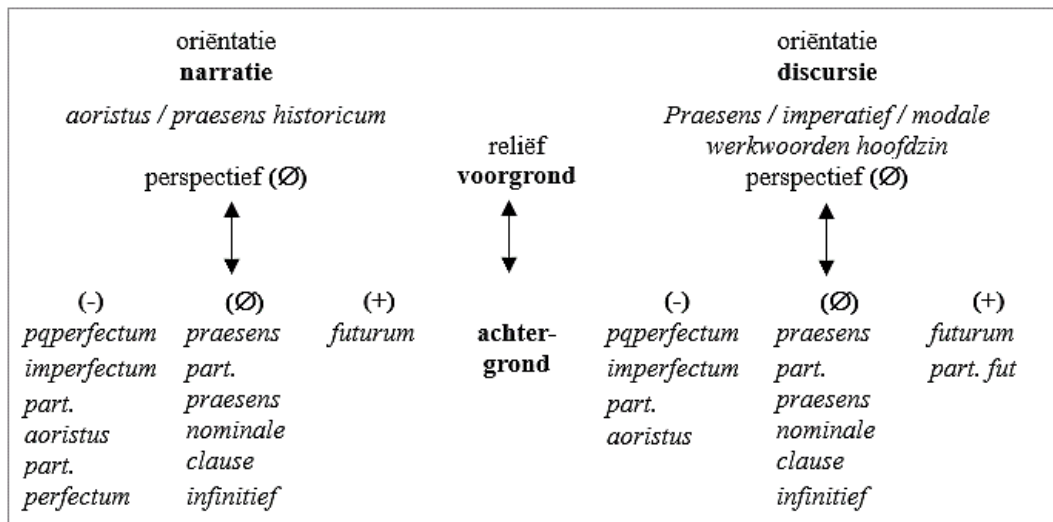 oriëntatie
narratie
aoristus / praesens historicum
perspectief (Ø)
reliëf
voorgrond
oriëntatie
discursie
Praesens / imperatief / modale
werkwoorden hoofdzin
perspectief (Ø)
(-) (Ø) (+)
pqperfectum praesens futurum
imperfectum part.
part. praesens
aoristus nominale
part. clause
perfectum infinitief
achter-
grond
(-) (Ø) (+)
pqperfectum praesens futurum
imperfectum part. part. fut
part. praesens
aoristus nominale
clause
infinitief